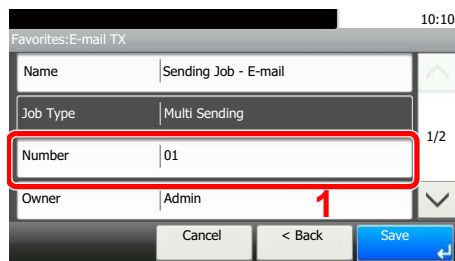 10:10
Favorites:E-mail TX
Name Sending Job - E-mail
Job Type Multi Sending
1/2
Number 01
Owner Admin
1
Cancel < Back Save